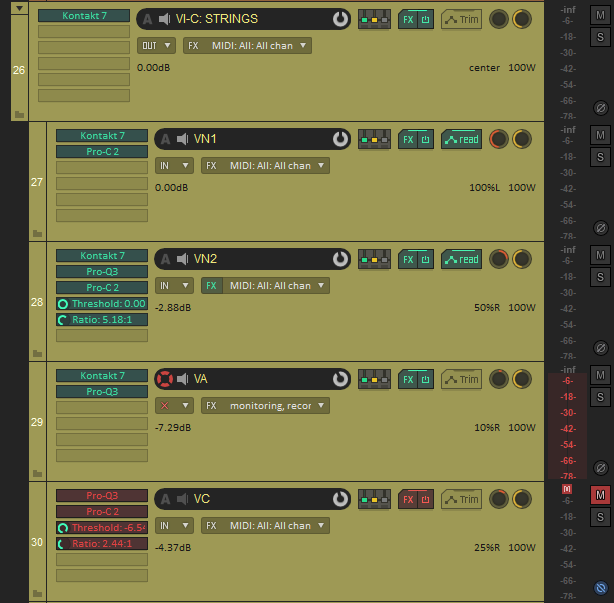 Kontakt 7 A VI-C: STRINGS FX Trim -inf M
-6-
OUT FX MIDI: All: All chan -18- S
-30-
26 0.00dB center 100W -42-
-54-
-66-
-78-
Kontakt 7 A VN1 FX read -inf M
Pro-C 2 -6-
IN FX MIDI: All: All chan -18- S
-30-
27 0.00dB 100%L 100W -42-
-54-
-66-
-78-
Kontakt 7 A VN2 FX read -inf M
Pro-Q3 -6-
Pro-C 2 IN FX MIDI: All: All chan -18- S
Threshold: 0.00 -30-
28 -2.88dB 50%R 100W -42-
Ratio: 5.18:1 -54-
-66-
-78-
Kontakt 7 VA FX Trim -inf M
Pro-Q3 -6-
X FX monitoring, recor -18- S
-30-
29 -7.29dB 10%R 100W -42-
-54-
-66-
-78-
Pro-Q3 A VC FX Trim M
Pro-C 2 -6-
Threshold: -6.54 IN FX MIDI: All: All chan -18- S
-30-
30 Ratio: 2.44:1 -4.37dB 25%R 100W -42-
-54-
-66-
-78-